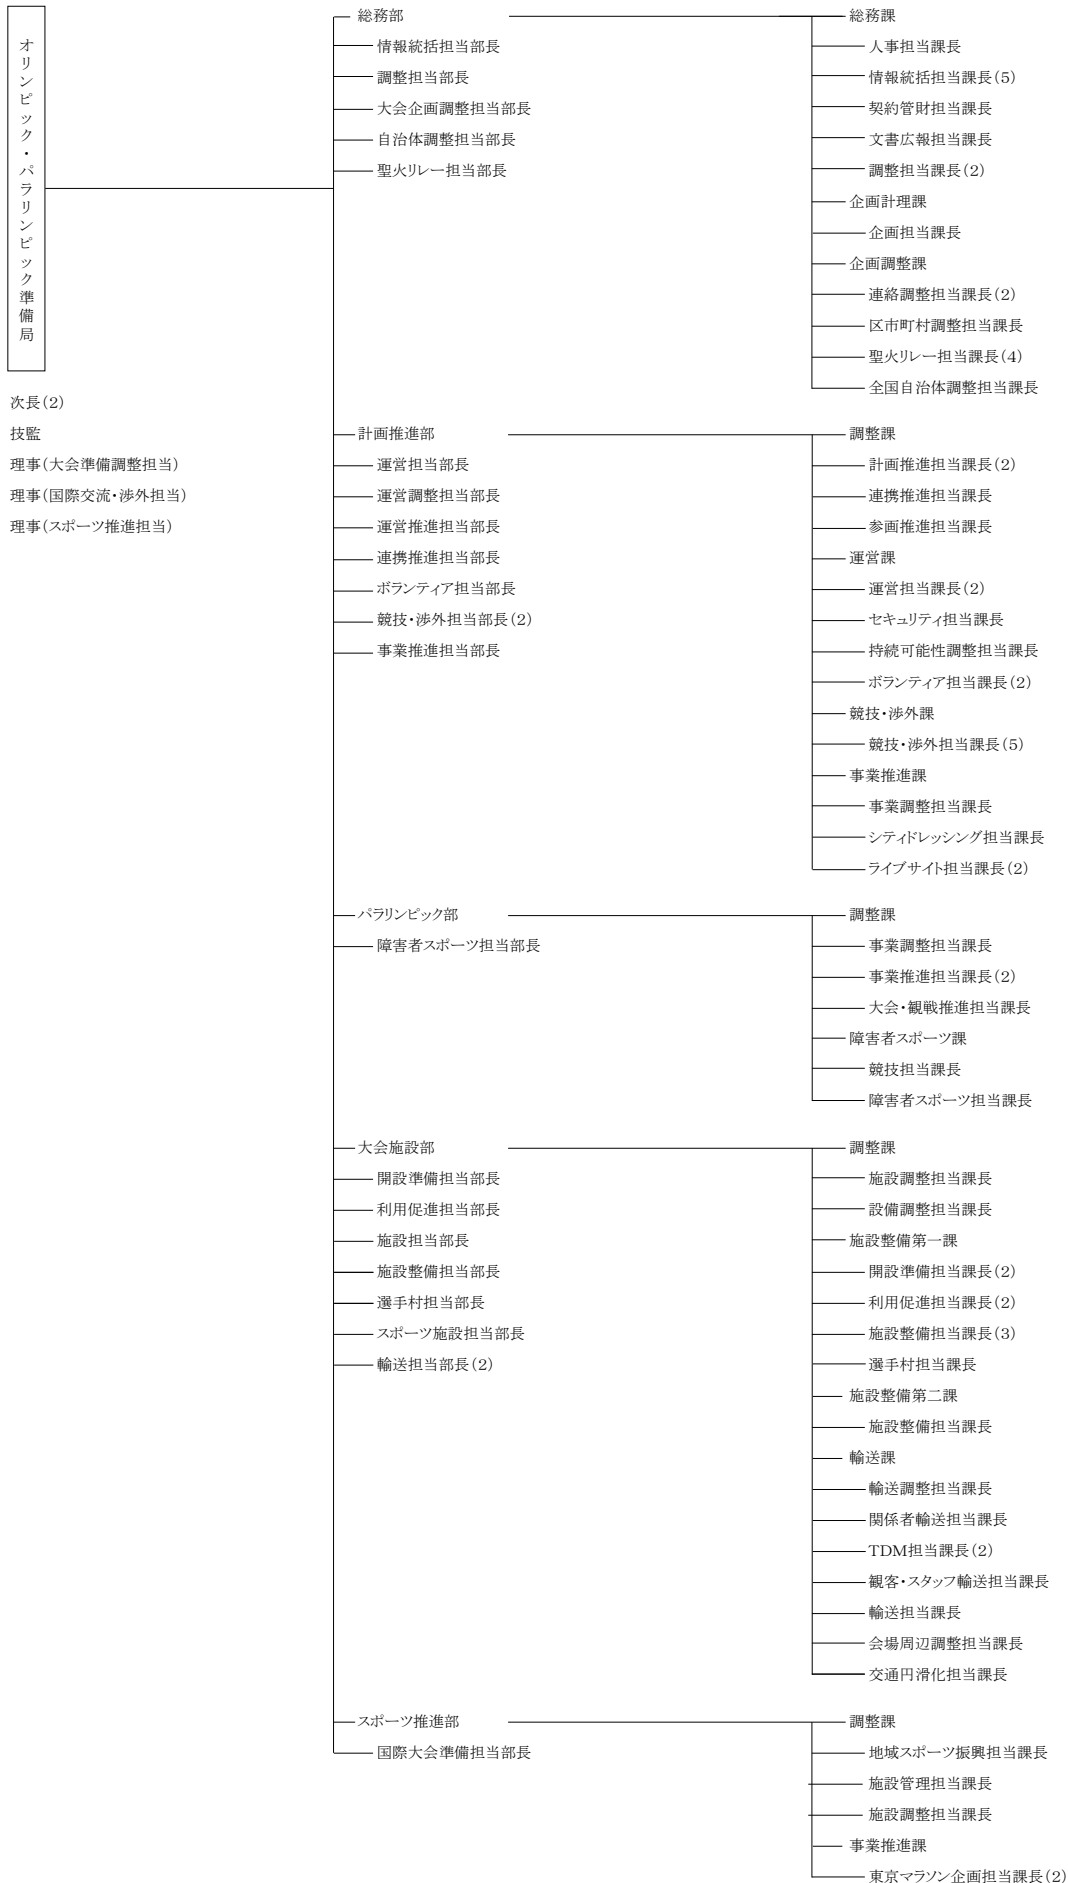 オリンピック・パラリンピック準備局
次長(2)
技監
理事(大会準備調整担当)
理事(国際交流・渉外担当)
理事(スポーツ推進担当)
総務部
情報統括担当部長
調整担当部長
大会企画調整担当部長
自治体調整担当部長
聖火リレー担当部長
総務課
人事担当課長
情報統括担当課長(5)
契約管財担当課長
文書広報担当課長
調整担当課長(2)
企画計理課
企画担当課長
企画調整課
連絡調整担当課長(2)
区市町村調整担当課長
聖火リレー担当課長(4)
全国自治体調整担当課長
計画推進部
運営担当部長
運営調整担当部長
運営推進担当部長
連携推進担当部長
ボランティア担当部長
競技・渉外担当部長(2)
事業推進担当部長
調整課
計画推進担当課長(2)
連携推進担当課長
参画推進担当課長
運営課
運営担当課長(2)
セキュリティ担当課長
持続可能性調整担当課長
ボランティア担当課長(2)
競技・渉外課
競技・渉外担当課長(5)
事業推進課
事業調整担当課長
シティドレッシング担当課長
ライブサイト担当課長(2)
パラリンピック部
障害者スポーツ担当部長
調整課
事業調整担当課長
事業推進担当課長(2)
大会・観戦推進担当課長
障害者スポーツ課
競技担当課長
障害者スポーツ担当課長
大会施設部
開設準備担当部長
利用促進担当部長
施設担当部長
施設整備担当部長
選手村担当部長
スポーツ施設担当部長
輸送担当部長(2)
調整課
施設調整担当課長
設備調整担当課長
施設整備第一課
開設準備担当課長(2)
利用促進担当課長(2)
施設整備担当課長(3)
選手村担当課長
施設整備第二課
施設整備担当課長
輸送課
輸送調整担当課長
関係者輸送担当課長
TDM担当課長(2)
観客・スタッフ輸送担当課長
輸送担当課長
会場周辺調整担当課長
交通円滑化担当課長
スポーツ推進部
国際大会準備担当部長
調整課
地域スポーツ振興担当課長
施設管理担当課長
施設調整担当課長
事業推進課
東京マラソン企画担当課長(2)